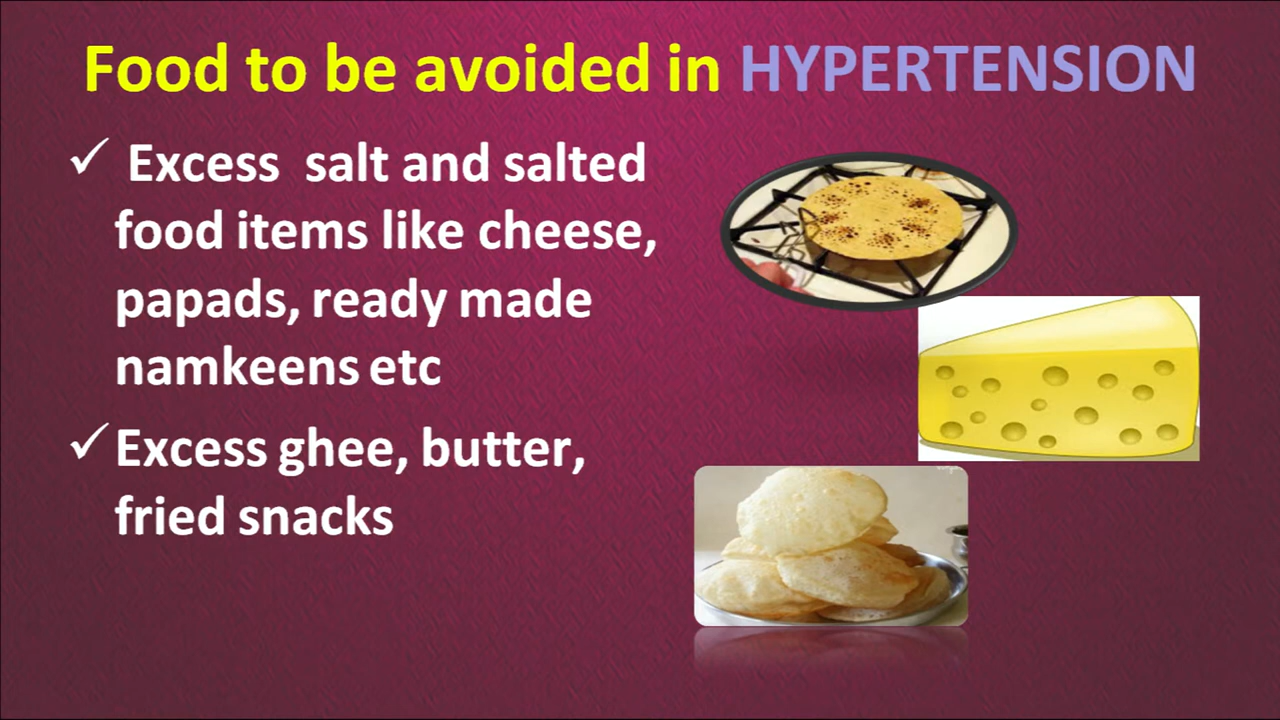 Food to be avoided in HYPERTENSION
✓ Excess salt and salted
food items like cheese,
papads, ready made
namkeens etc
✓ Excess ghee, butter,
fried snacks